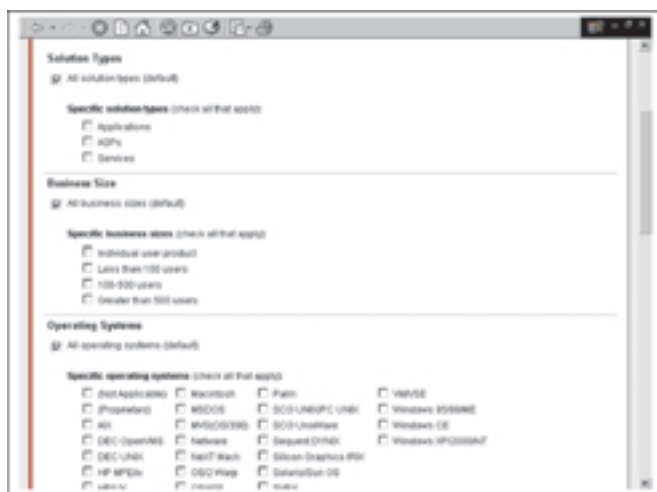 Solution Types
All solution types (default)
Specific solution types (check all that apply)
Applications
ASPs
Services
Business Size
All business sizes (default)
Specific business sizes (check all that apply)
Individual user product
Less than 100 users
100-500 users
Greater than 500 users
Operating Systems
All operating systems (default)
Specific operating systems (check all that apply)
(Not Applicable) Macintosh Palm VM/VSE
(Proprietary) MSDOS SCO UNIX/PC UNIX Windows 95/98/ME
AIX MVS(OS/390) SCO UnixWare Windows CE
DEC OpenVMS Netware Sequent DYNIX Windows XP/2000/NT
DEC UNIX NeXT Mach Silicon Graphics IRIX
HP MPE/ix OS/2 Warp Solaris/Sun OS